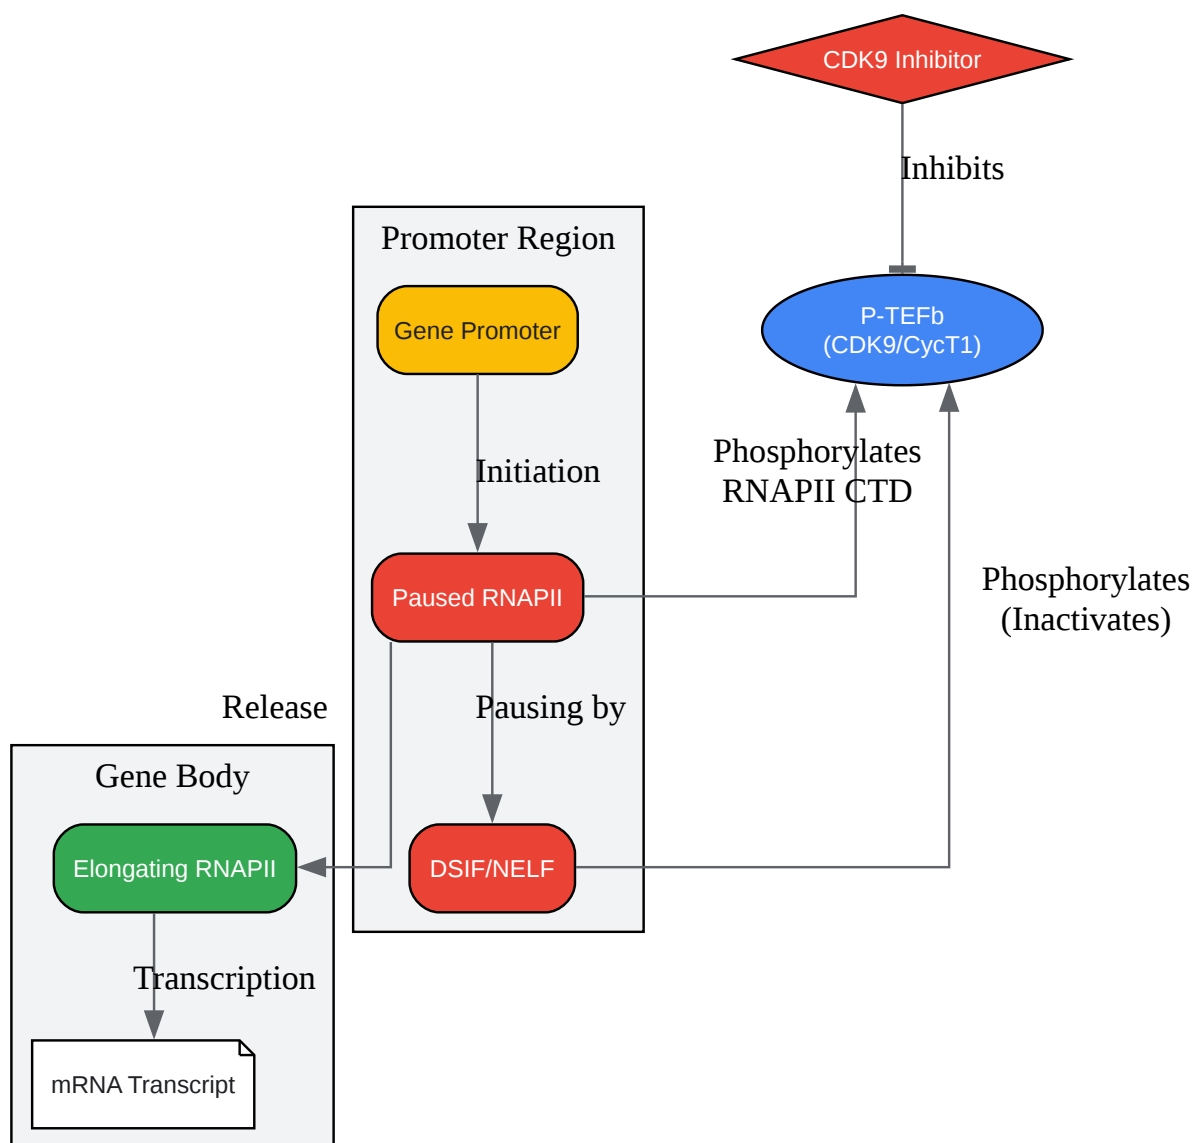 CDK9 Inhibitor
Inhibits
Promoter Region
Gene Promoter
P-TEFb
(CDK9/CycT1)
Initiation
Phosphorylates
RNAPII CTD
Paused RNAPII
Phosphorylates
(Inactivates)
Release
Pausing by
Gene Body
Elongating RNAPII
DSIF/NELF
Transcription
mRNA Transcript